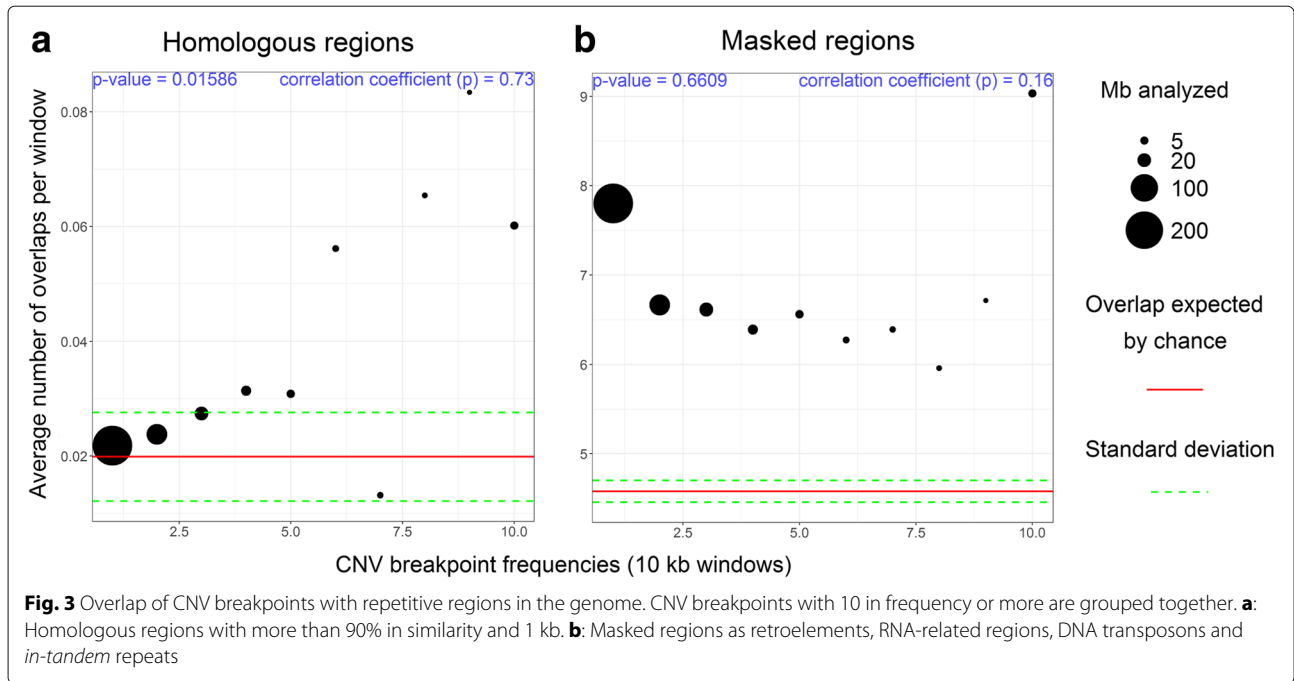 a
Homologous regions
p-value = 0.01586
correlation coefficient (p) = 0.73
Average number of overlaps per window
0.08
0.06
0.04
0.02
2.5
5.0
7.5
10.0
b
Masked regions
p-value = 0.6609
correlation coefficient (p) = 0.16
9
8
7
6
5
2.5
5.0
7.5
10.0
CNV breakpoint frequencies (10 kb windows)
Mb analyzed
5
20
100
200
Overlap expected
by chance
Standard deviation
Fig. 3 Overlap of CNV breakpoints with repetitive regions in the genome. CNV breakpoints with 10 in frequency or more are grouped together. a:
Homologous regions with more than 90% in similarity and 1 kb. b: Masked regions as retroelements, RNA-related regions, DNA transposons and
in-tandem repeats